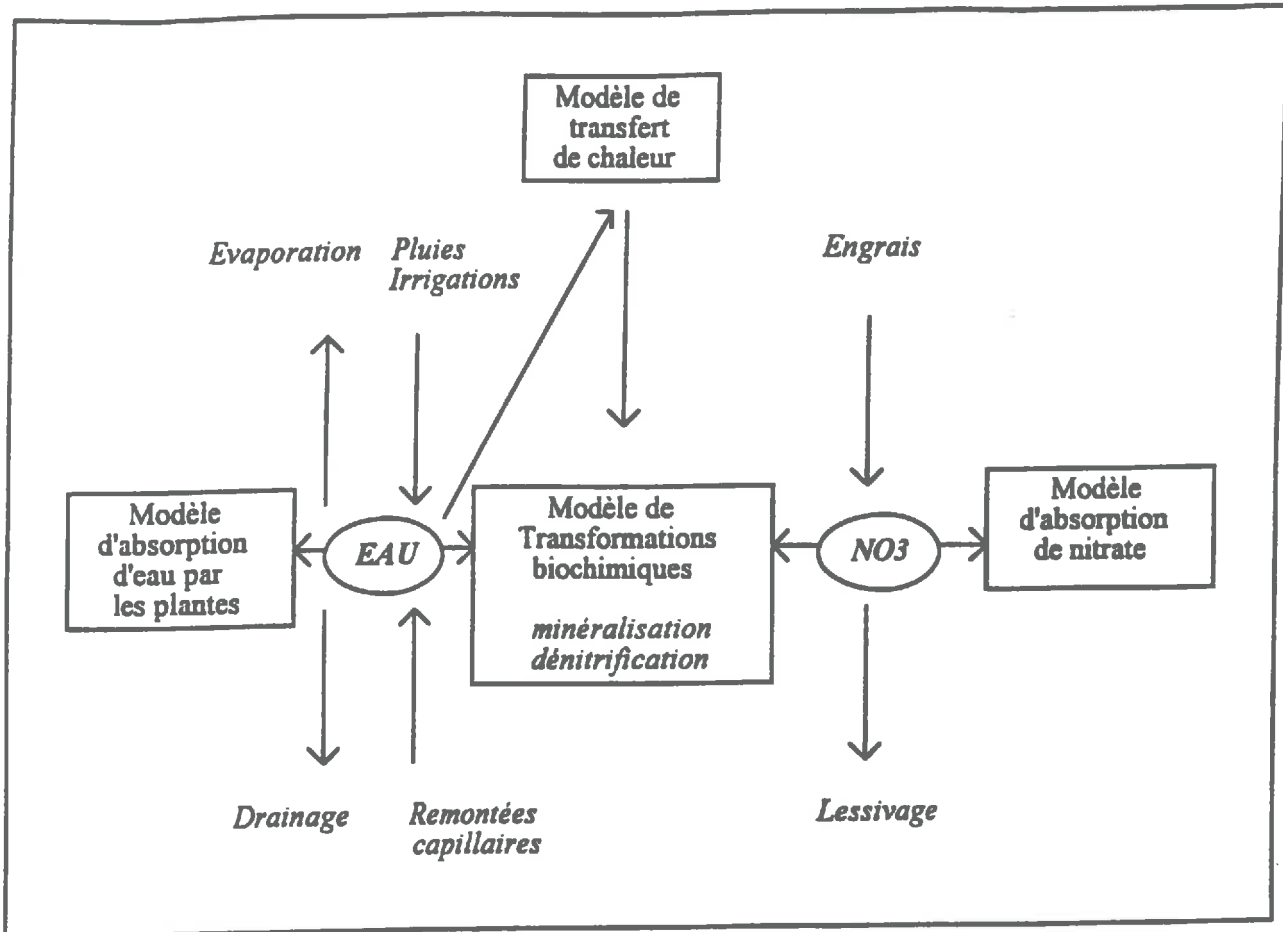 Modèle de
transfert
de chaleur
Evaporation
Pluies
Irrigations
Engrais
Modèle
d'absorption
d'eau par
les plantes
EAU
Modèle de
Transformations
biochimiques
minéralisation
dénitrification
NO3
Modèle
d'absorption
de nitrate
Drainage
Remontées
capillaires
Lessivage